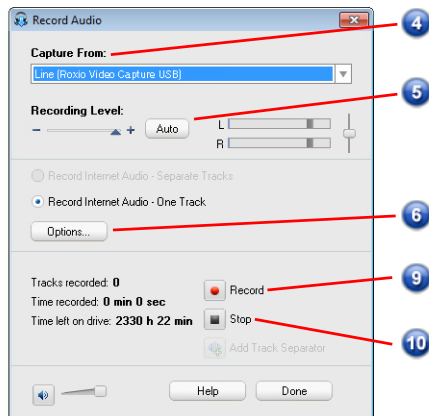 Record Audio
4
Capture From:
Line (Roxio Video Capture USB)
5
Recording Level:
- + Auto L
R
Record Internet Audio - Separate Tracks
Record Internet Audio - One Track
6
Options...
9
Tracks recorded: 0
Record
Time recorded: 0 min 0 sec
Time left on drive: 2330 h 22 min
Stop
10
Add Track Separator
Help Done